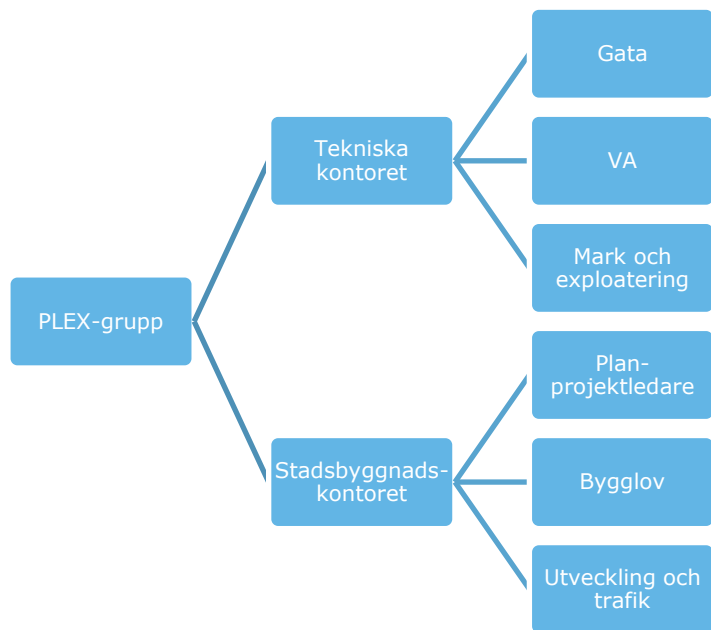 PLEX-grupp
Tekniska
kontoret
Gata
VA
Mark och
exploatering
Stadsbyggnads-
kontoret
Plan-
projektledare
Bygglov
Utveckling och
trafik